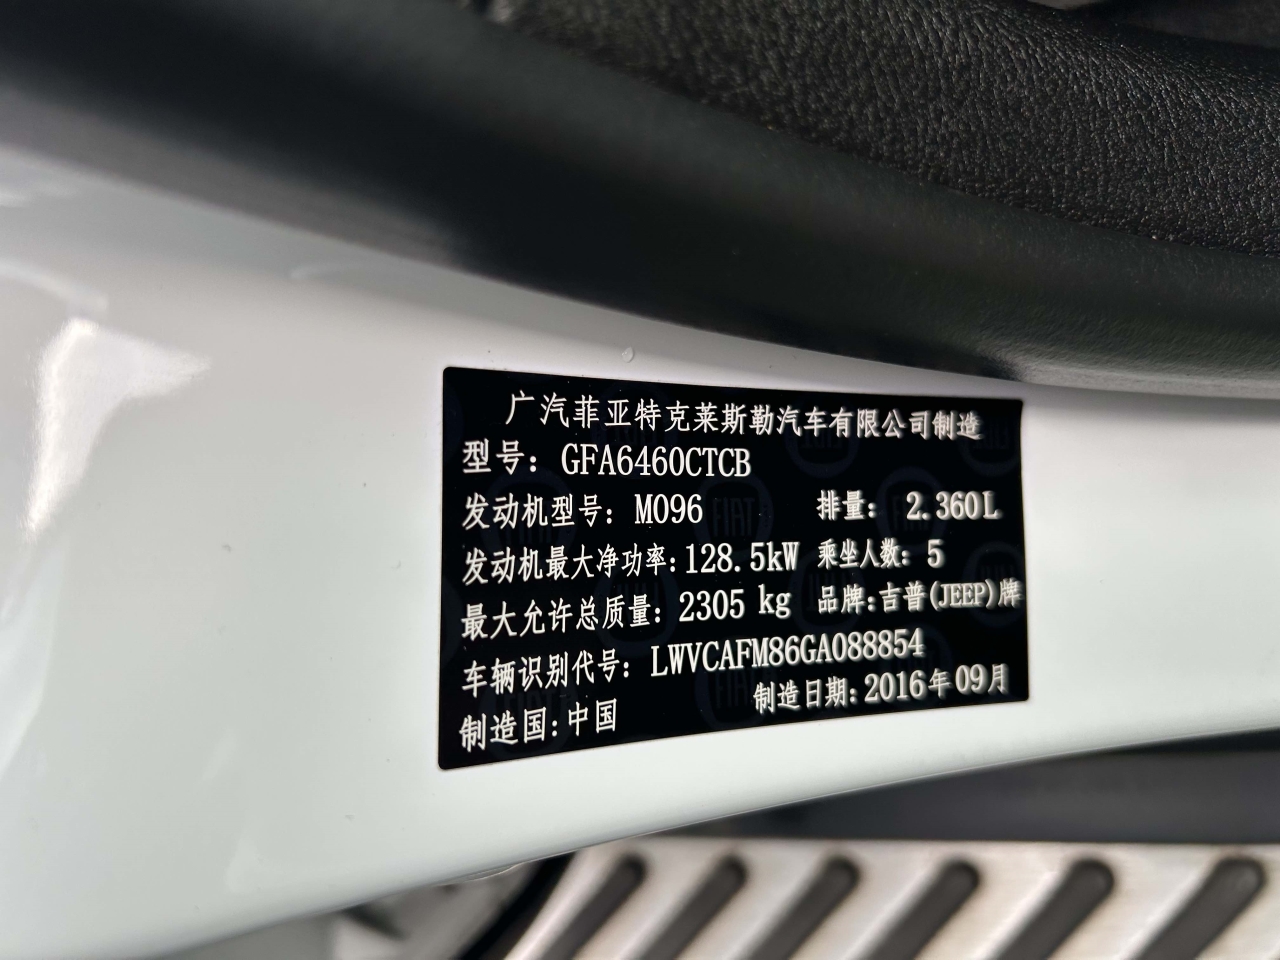 广汽菲亚特克莱斯勒汽车有限公司制造
型号：GFA6460CTCB
发动机型号：M096 排量：2.360L
发动机最大净功率：128.5kW 乘坐人数：5
最大允许总质量：2305 kg 品牌：吉普(JEEP)牌
车辆识别代号：LWVCAFM86GA088854
制造国：中国 制造日期：2016年09月